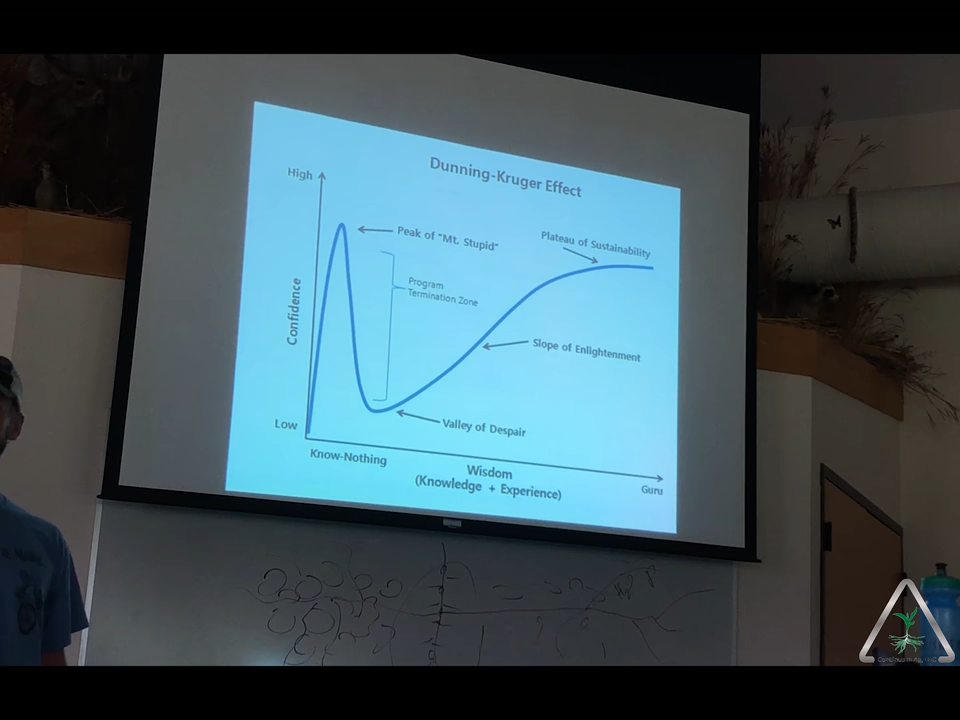 Dunning-Kruger Effect
High
Peak of "Mt. Stupid"
Plateau of Sustainability
Program
Termination Zone
Confidence
Slope of Enlightenment
Low
Valley of Despair
Know-Nothing
Wisdom
(Knowledge + Experience)
Guru